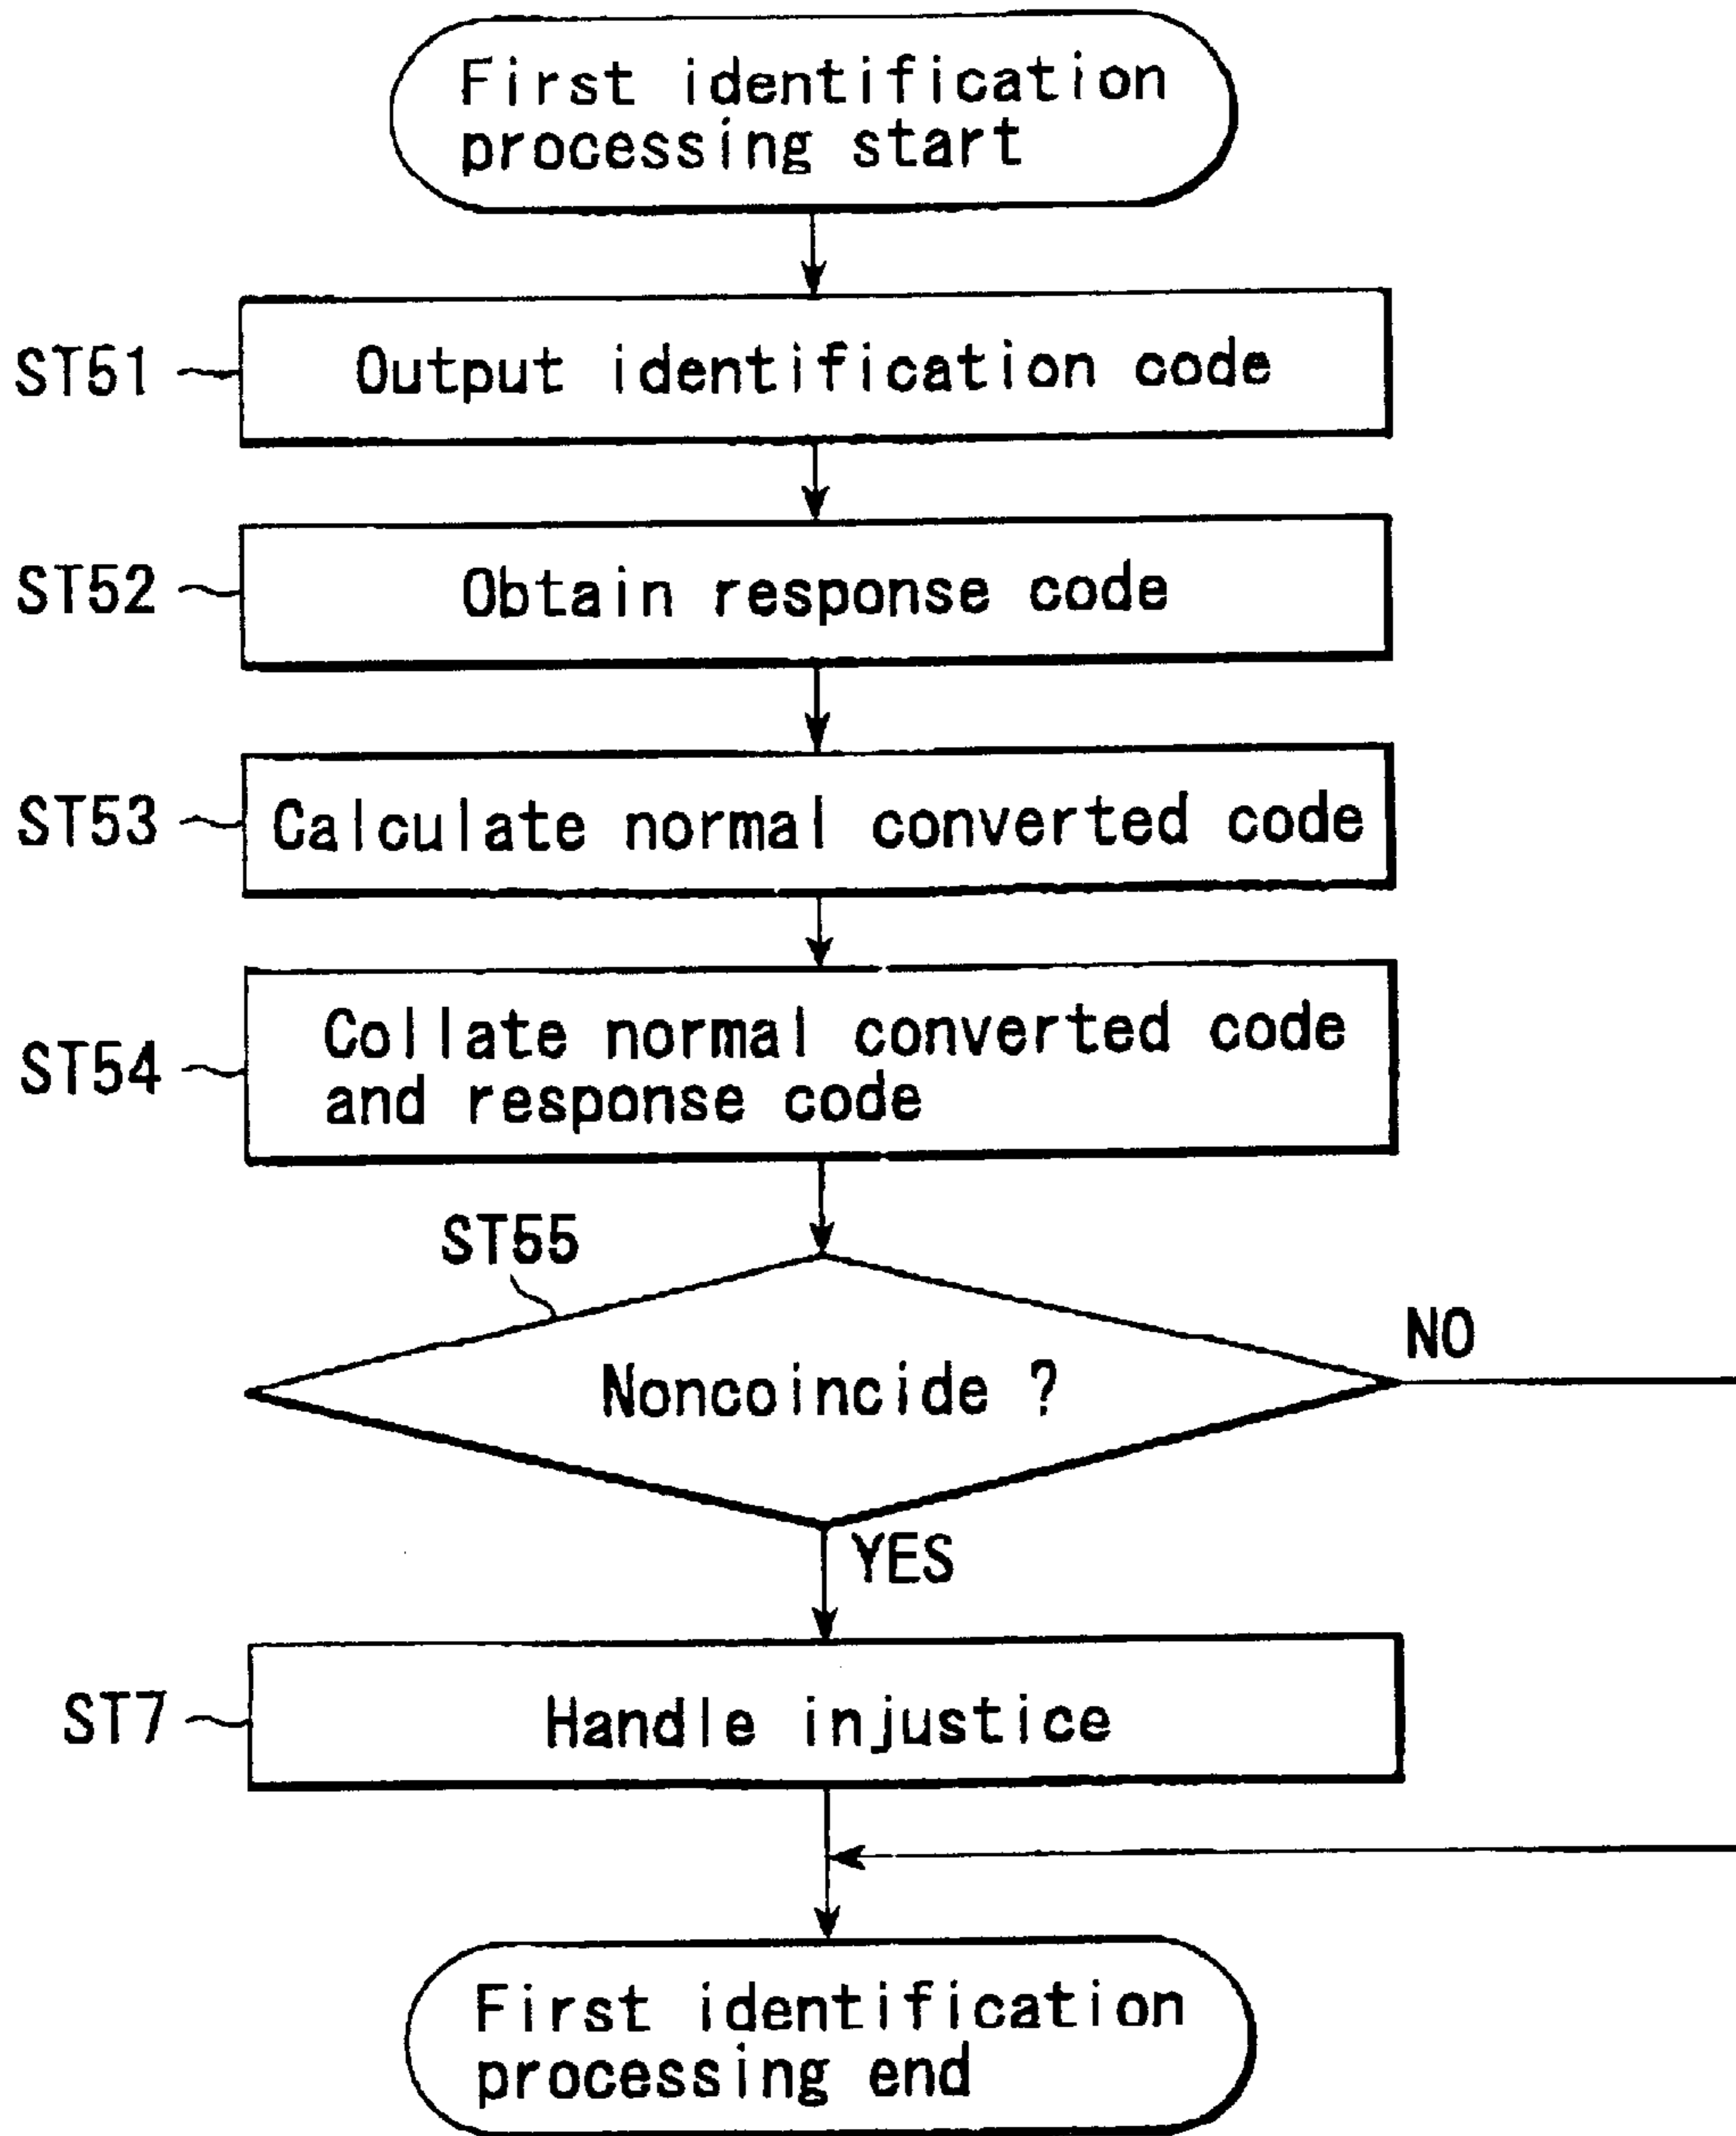 First identification
processing start
ST51
Output identification code
ST52
Obtain response code
ST53
Calculate normal converted code
ST54
Collate normal converted code
and response code
ST55
Noncoincide ?
NO
YES
ST7
Handle injustice
First identification
processing end